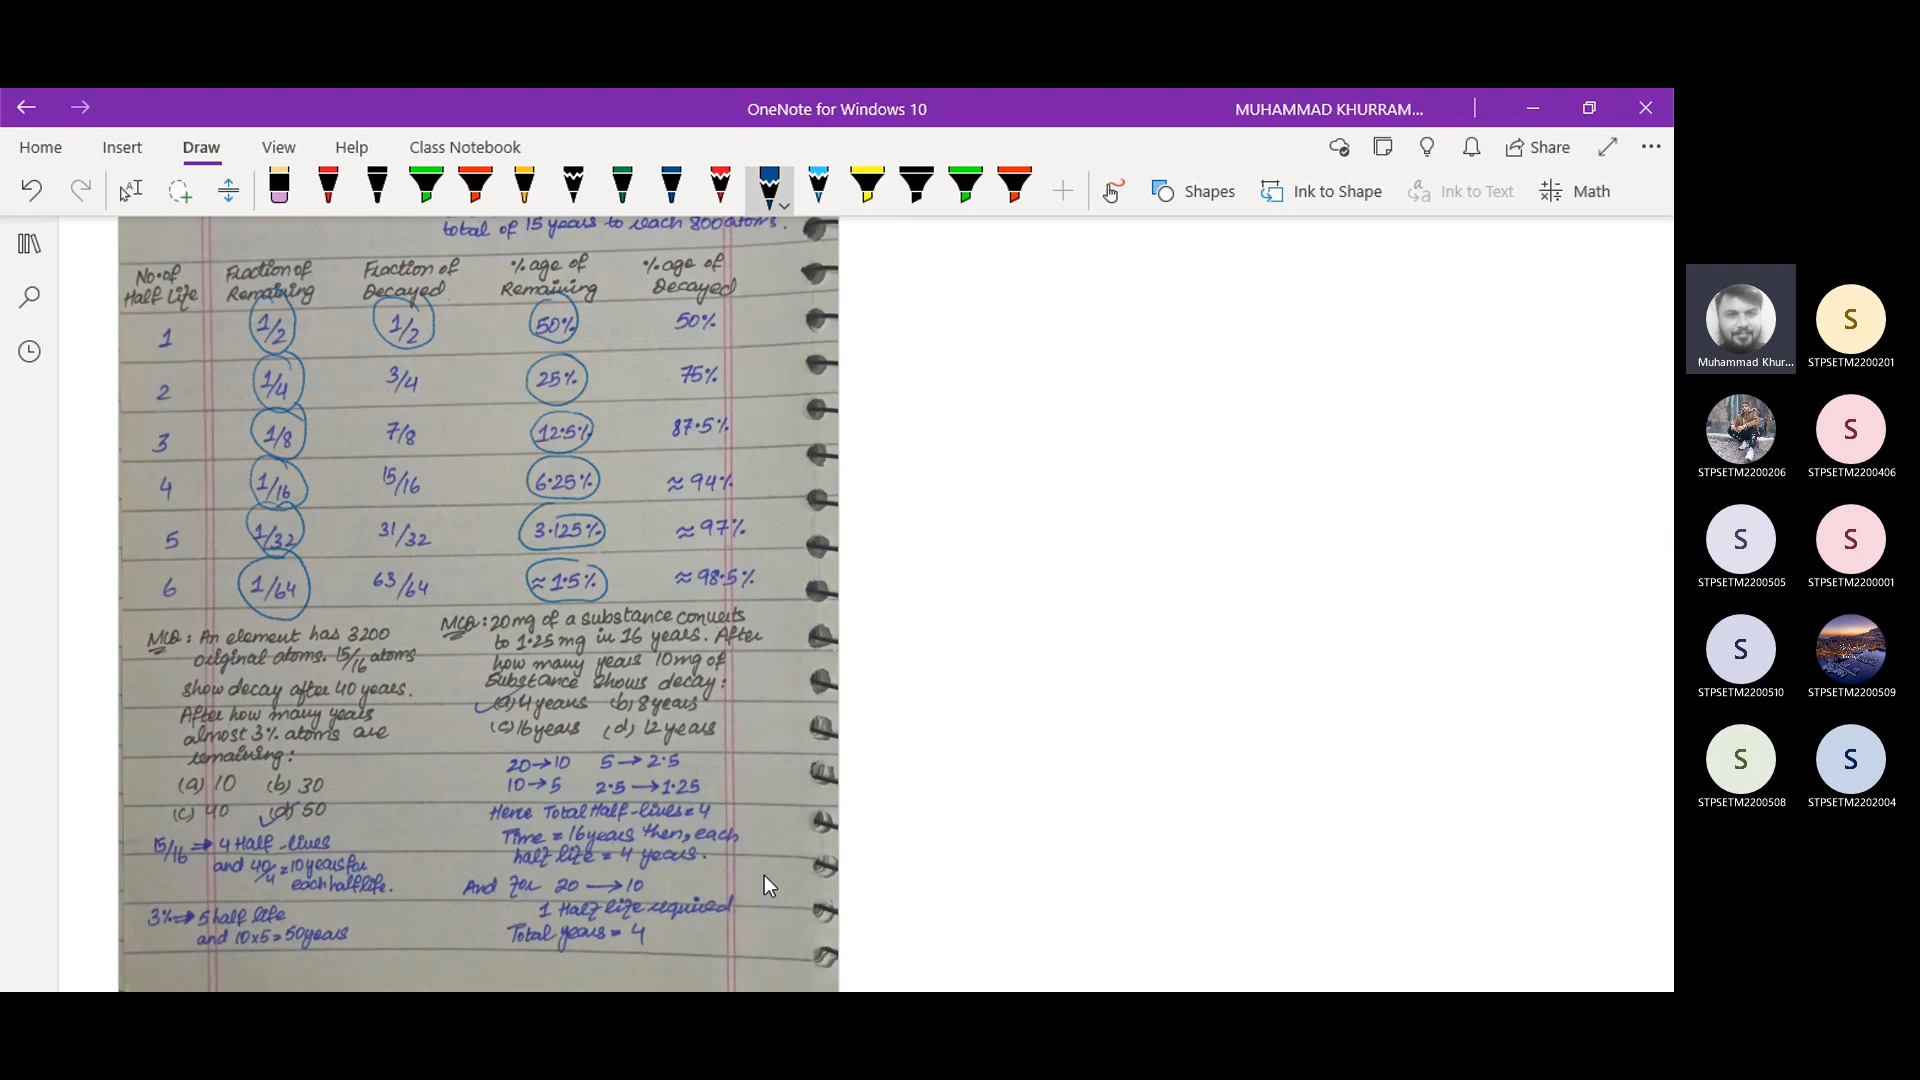 OneNote for Windows 10
MUHAMMAD KHURRAM...
Home
Insert
Draw
View
Help
Class Notebook
Share
Shapes
Ink to Shape
Ink to Text
Math
total of 15 years to reach 800 atoms.
No. of Half Life
Fraction of Remaining
Fraction of Decayed
%age of Remaining
%age of Decayed
1 1/2 1/2 50% 50%
2 1/4 3/4 25% 75%
3 1/8 7/8 12.5% 87.5%
4 1/16 15/16 6.25% ≈ 94%
5 1/32 31/32 3.125% ≈ 97%
6 1/64 63/64 ≈ 1.5% ≈ 98.5%
MCQ: An element has 3200
original atoms. 15/16 atoms
show decay after 40 years.
After how many years
almost 3% atoms are
remaining:
(a) 10 (b) 30
(c) 40 (d) 50
15/16 ⇒ 4 Half-lives
and 40/4 = 10 years for
each half life.
3% ⇒ 5 half life
and 10x5 = 50 years
MCQ: 20mg of a substance converts
to 1.25 mg in 16 years. After
how many years 10mg of
Substance shows decay:
(a) 4 years (b) 8 years
(c) 16 years (d) 12 years
20→10 5→2.5
10→5 2.5→1.25
Hence Total Half-lives = 4
Time = 16 years then, each
half life = 4 years.
And for 20→10
1 Half life required
Total years = 4
Muhammad Khur...
STPSETM2200201
STPSETM2200206
STPSETM2200406
STPSETM2200505
STPSETM2200001
STPSETM2200510
STPSETM2200509
STPSETM2200508
STPSETM2202004
S
S
S
S
S
S
S
S